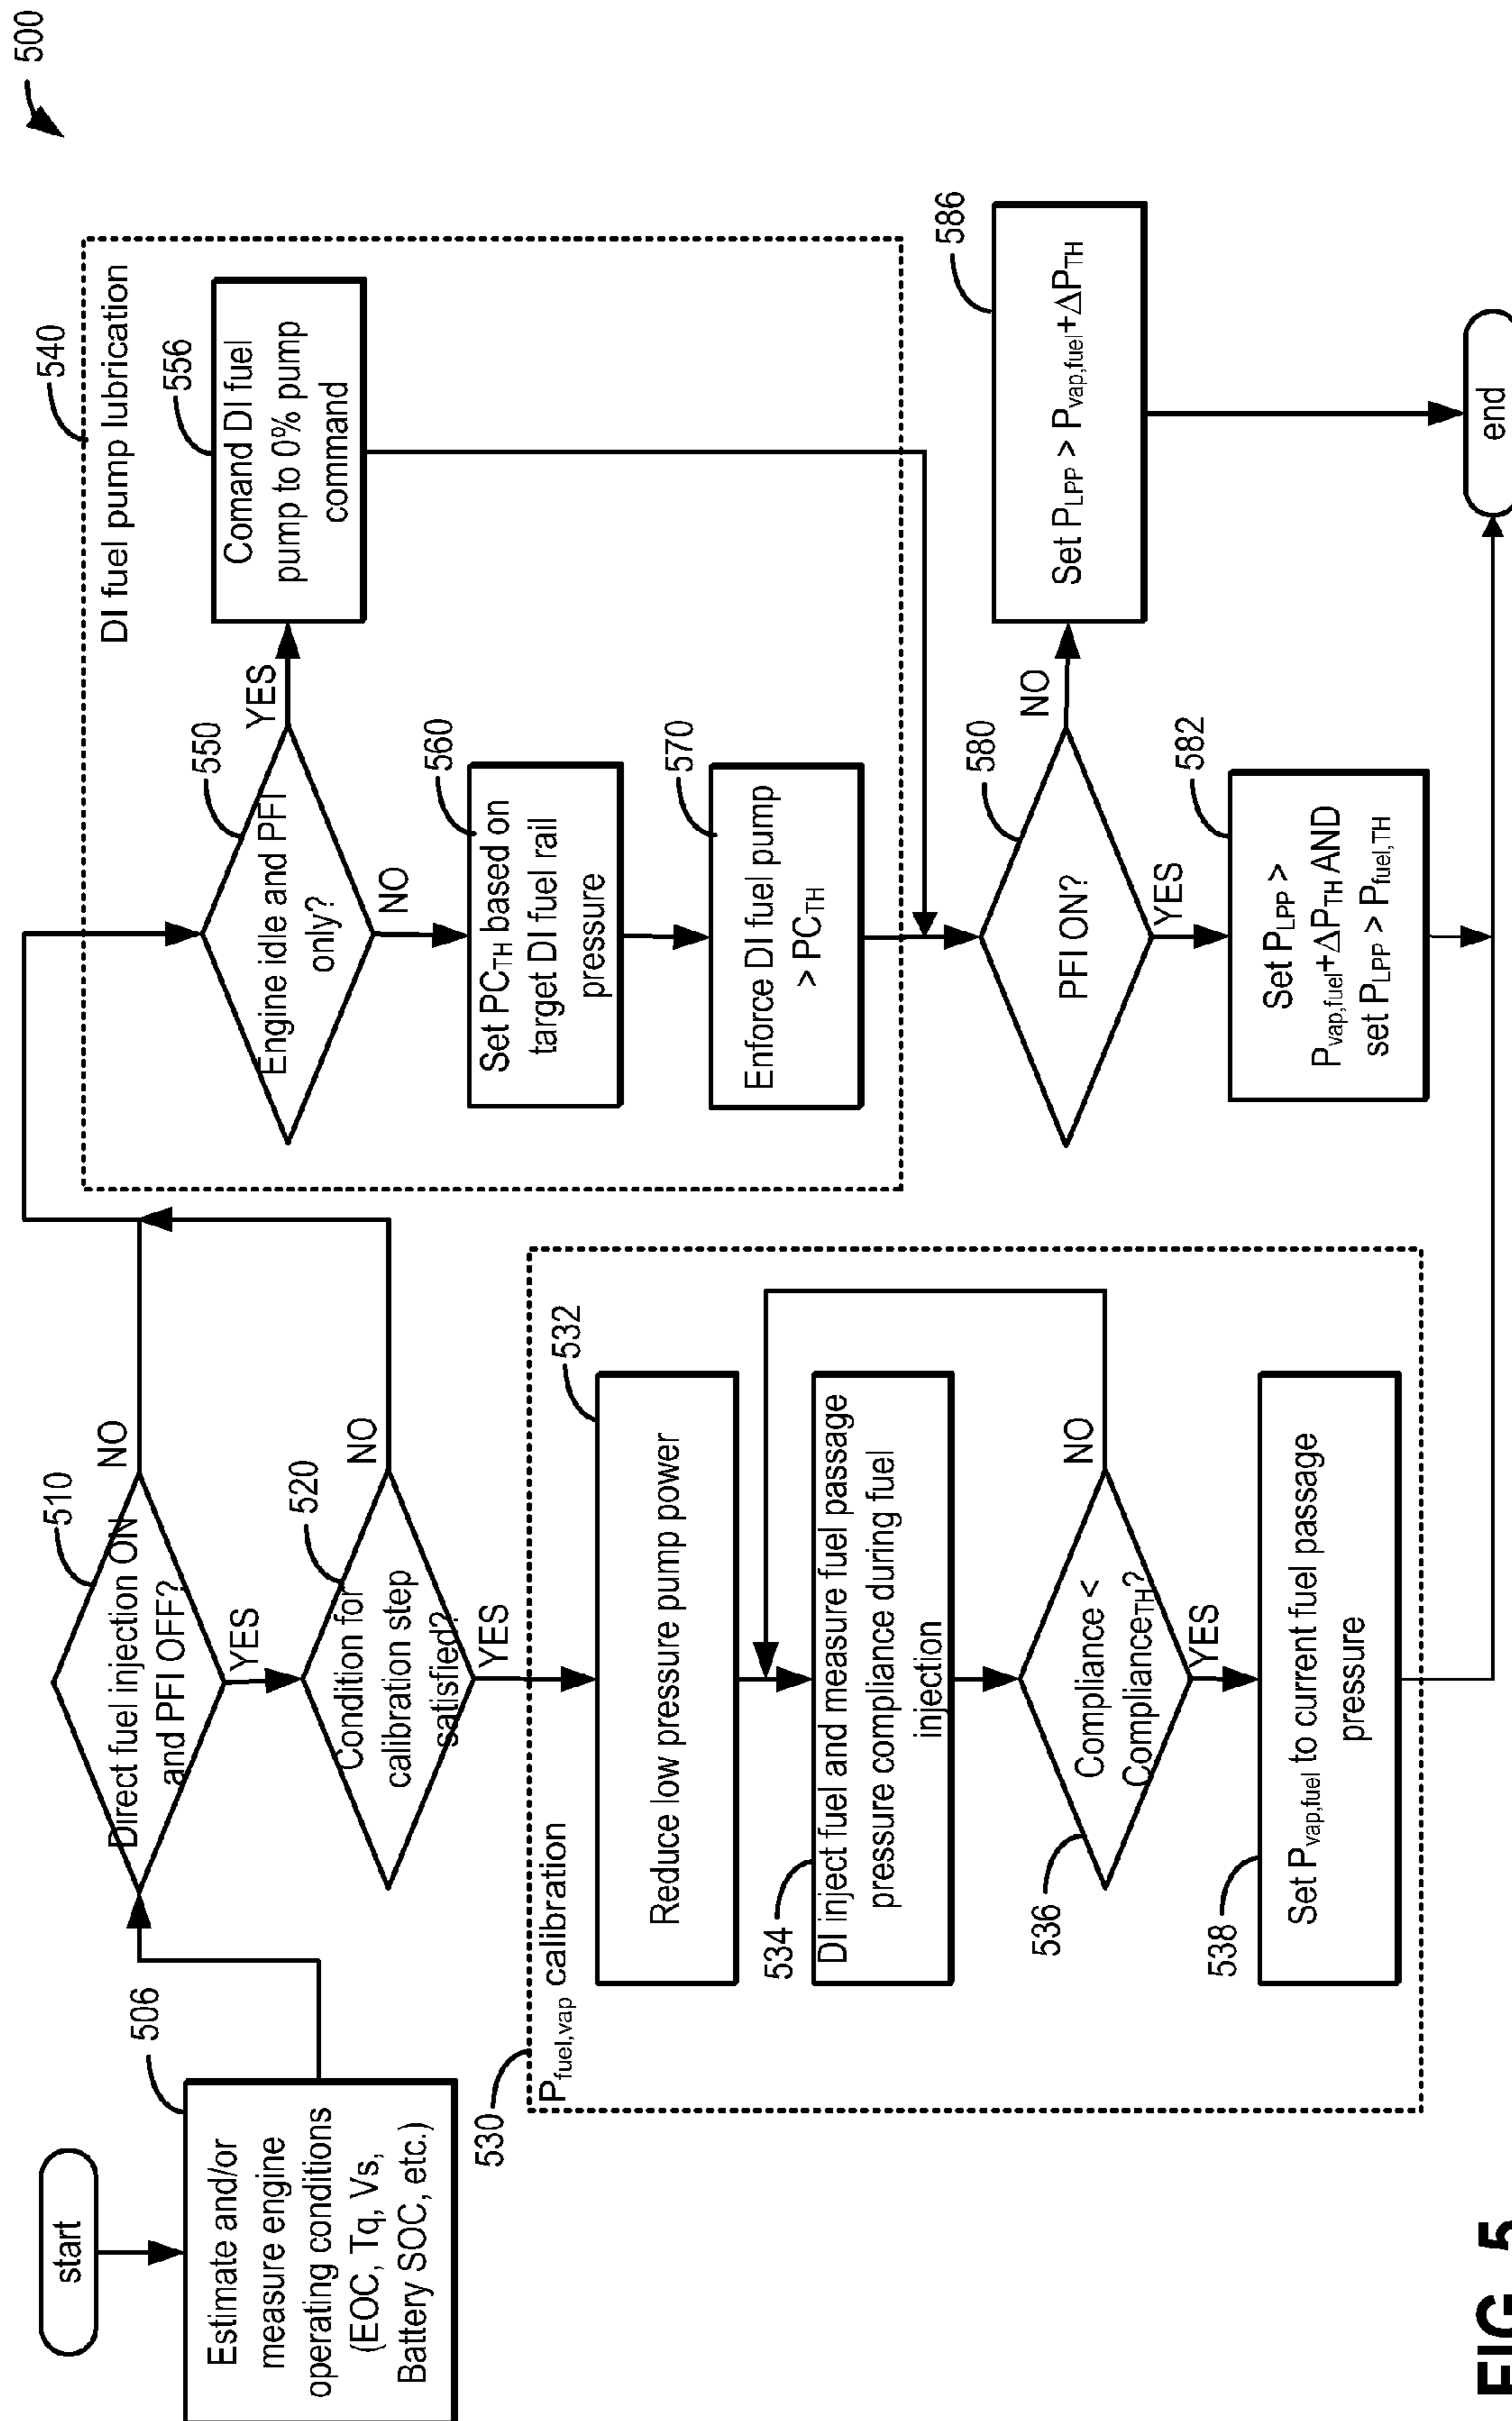 500
start
506
Estimate and/or
measure engine
operating conditions
(EOC, Tq, Vs,
Battery SOC, etc.)
510
Direct fuel injection ON
and PFI OFF?
NO
YES
520
Condition for
calibration step
satisfied?
NO
YES
530
Pfuel,vap calibration
532
Reduce low pressure pump power
534
DI inject fuel and measure fuel passage
pressure compliance during fuel
injection
536
Compliance <
ComplianceTH?
NO
YES
538
Set Pvap,fuel to current fuel passage
pressure
540
DI fuel pump lubrication
550
Engine idle and PFI
only?
YES
NO
556
Comand DI fuel
pump to 0% pump
command
560
Set PCTH based on
target DI fuel rail
pressure
570
Enforce DI fuel pump
> PCTH
580
PFI ON?
NO
YES
586
Set PLPP > Pvap,fuel+ΔPTH
582
Set PLPP >
Pvap,fuel+ΔPTH AND
set PLPP > Pfuel,TH
end
FIG. 5